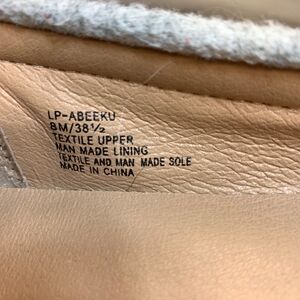 LP-ABEEKU
8M/38½
TEXTILE UPPER
MAN MADE LINING
TEXTILE AND MAN MADE SOLE
MADE IN CHINA